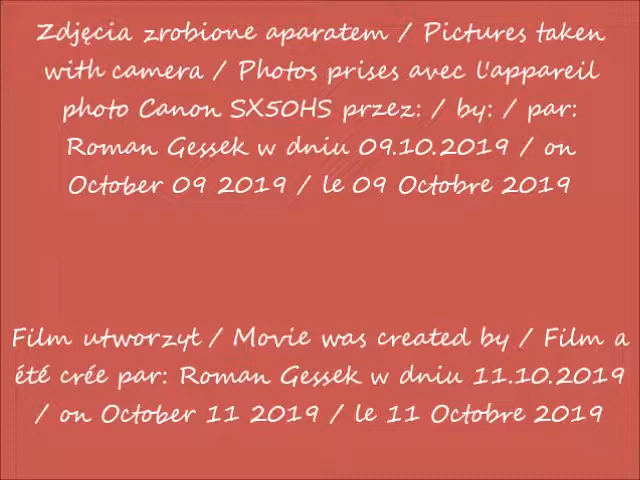 Zdjęcia zrobione aparatem / Pictures taken
with camera / Photos prises avec l'appareil
photo Canon SX50HS przez: / by: / par:
Roman Gessek w dniu 09.10.2019 / on
October 09 2019 / le 09 Octobre 2019
Film utworzył / Movie was created by / Film a
été crée par: Roman Gessek w dniu 11.10.2019
/ on October 11 2019 / le 11 Octobre 2019